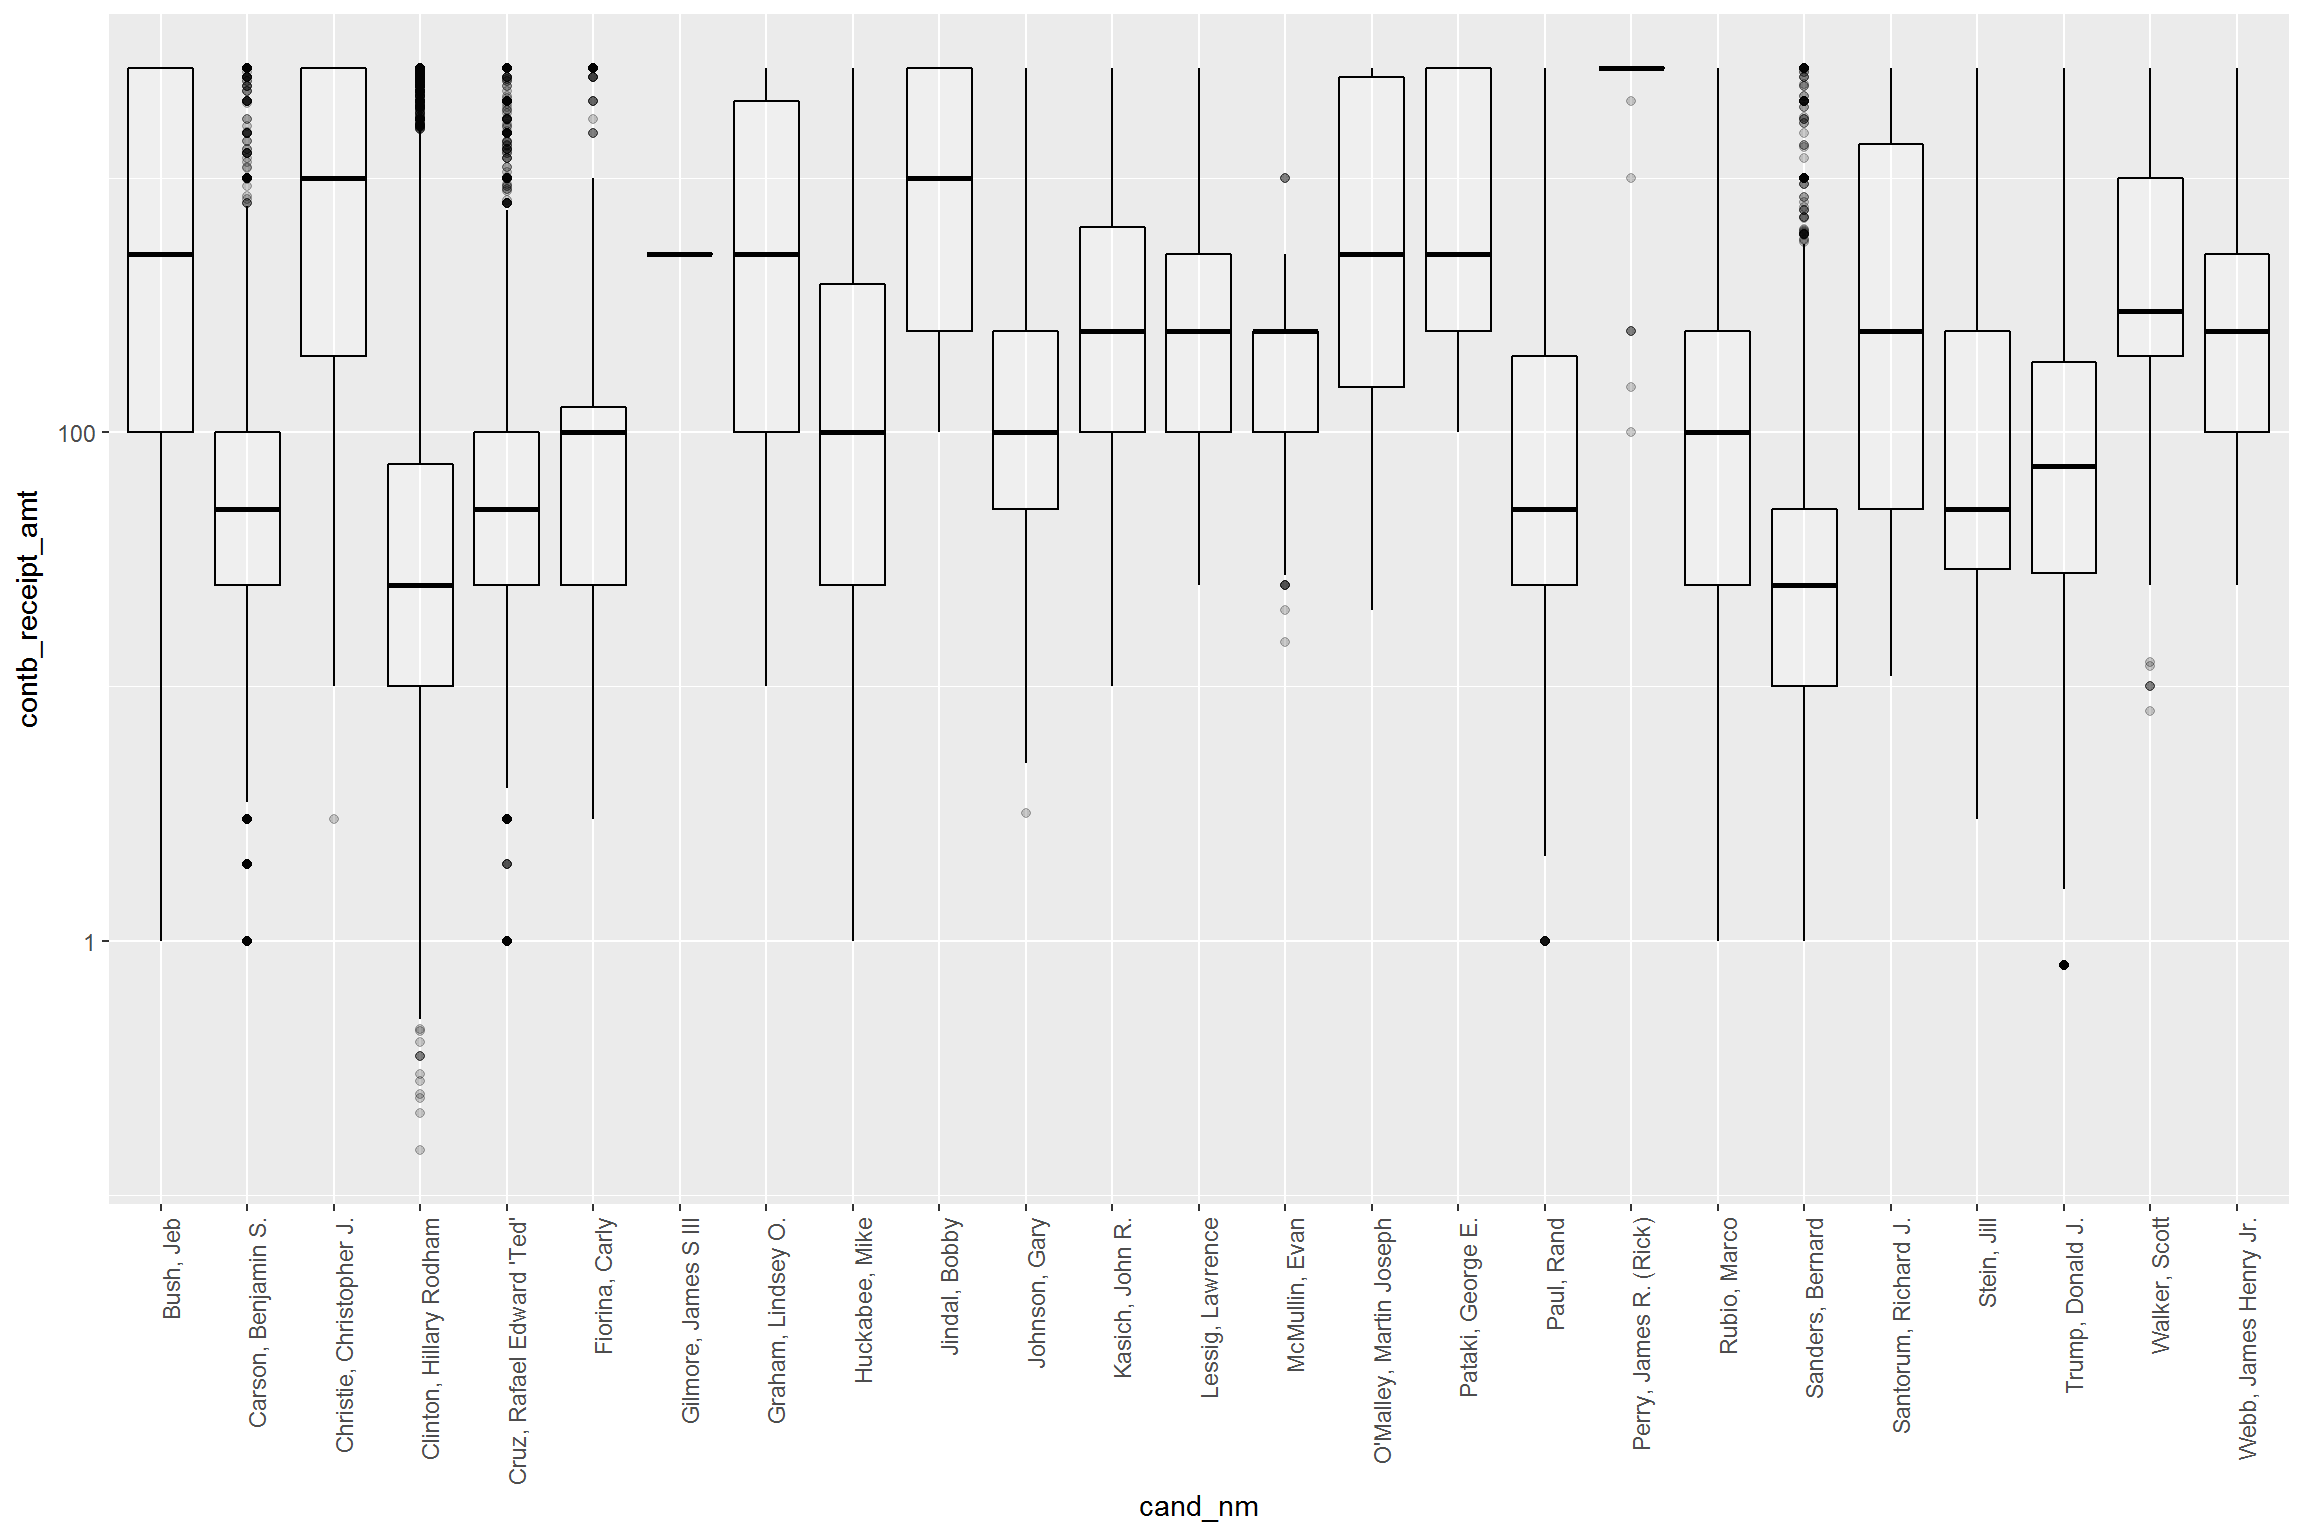 contb_receipt_amt
100
1
Bush, Jeb
Carson, Benjamin S.
Christie, Christopher J.
Clinton, Hillary Rodham
Cruz, Rafael Edward 'Ted'
Fiorina, Carly
Gilmore, James S III
Graham, Lindsey O.
Huckabee, Mike
Jindal, Bobby
Johnson, Gary
Kasich, John R.
Lessig, Lawrence
McMullin, Evan
O'Malley, Martin Joseph
Pataki, George E.
Paul, Rand
Perry, James R. (Rick)
Rubio, Marco
Sanders, Bernard
Santorum, Richard J.
Stein, Jill
Trump, Donald J.
Walker, Scott
Webb, James Henry Jr.
cand_nm